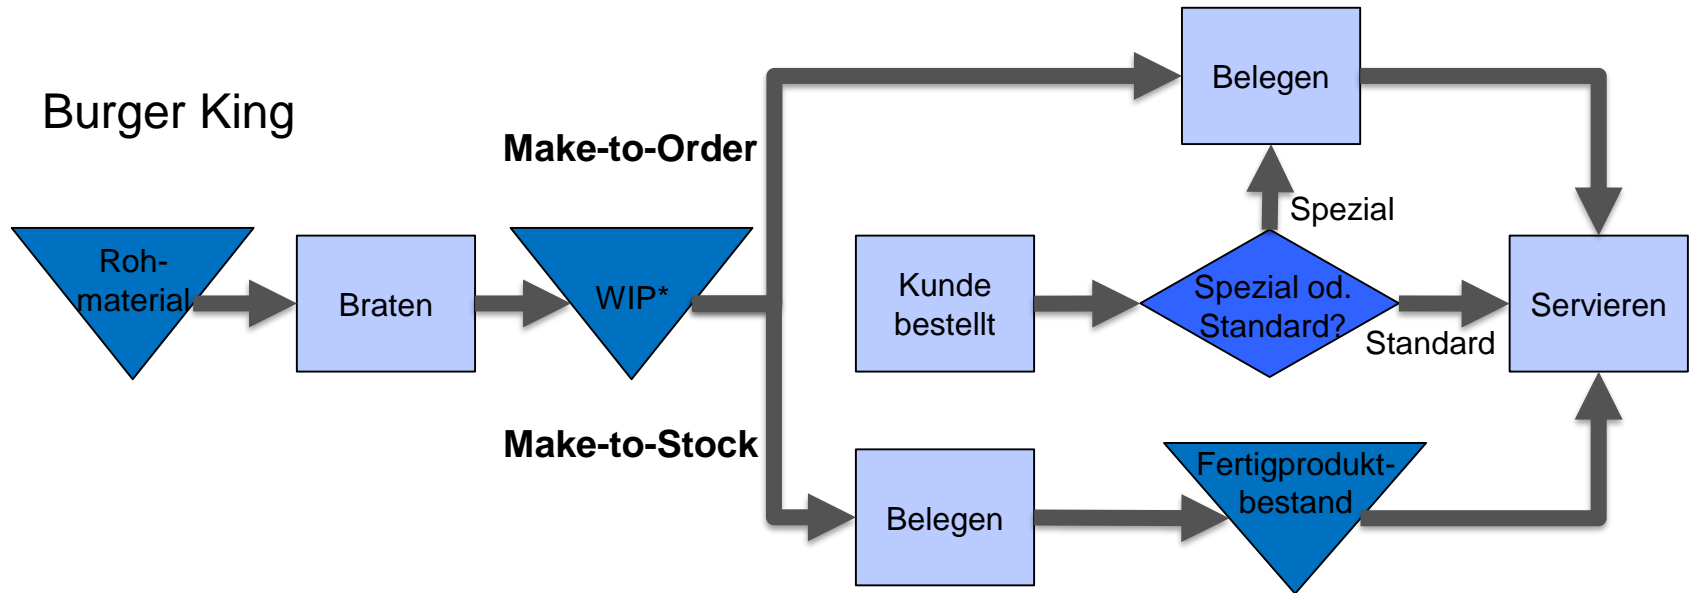 Burger King
Make-to-Order
Belegen
Spezial
Roh-
material
Braten
WIP*
Kunde
bestellt
Spezial od.
Standard?
Standard
Servieren
Make-to-Stock
Belegen
Fertigprodukt-
bestand